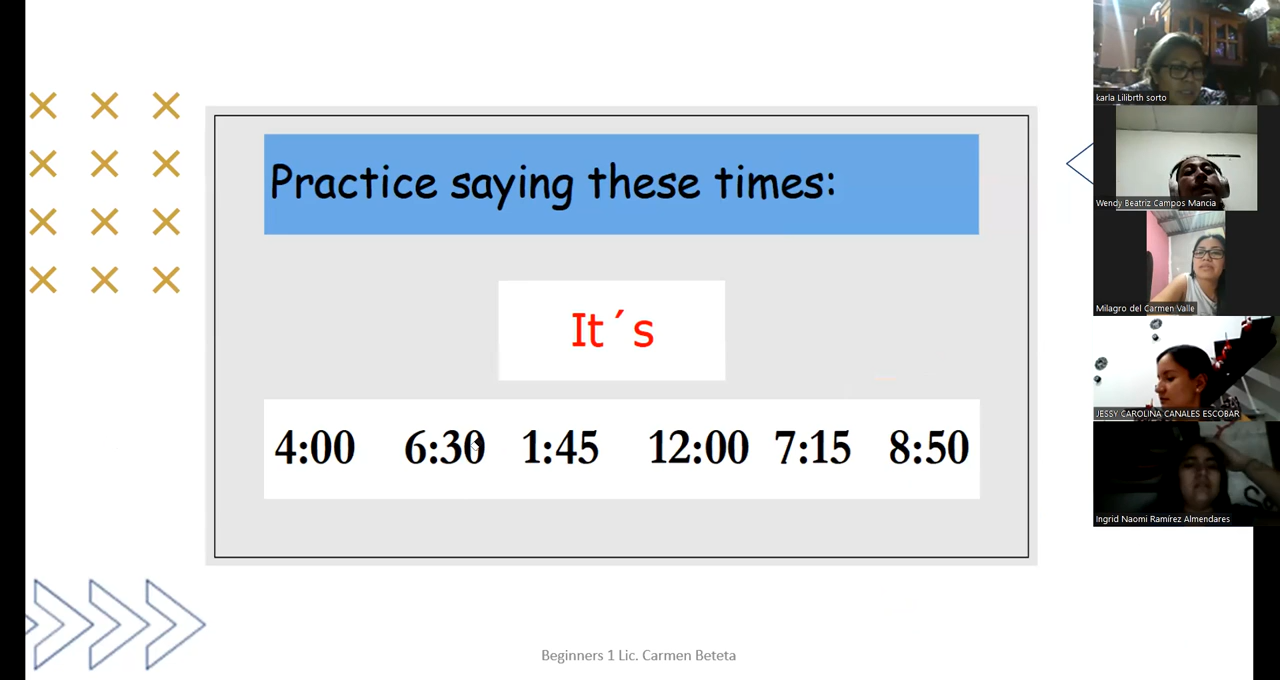 Practice saying these times:
It´s
4:00 6:30 1:45 12:00 7:15 8:50
Beginners 1 Lic. Carmen Beteta
karla Lilibrth sorto
Wendy Beatriz Campos Mancia
Milagro del Carmen Valle
JESSY CAROLINA CANALES ESCOBAR
Ingrid Naomi Ramírez Almendares